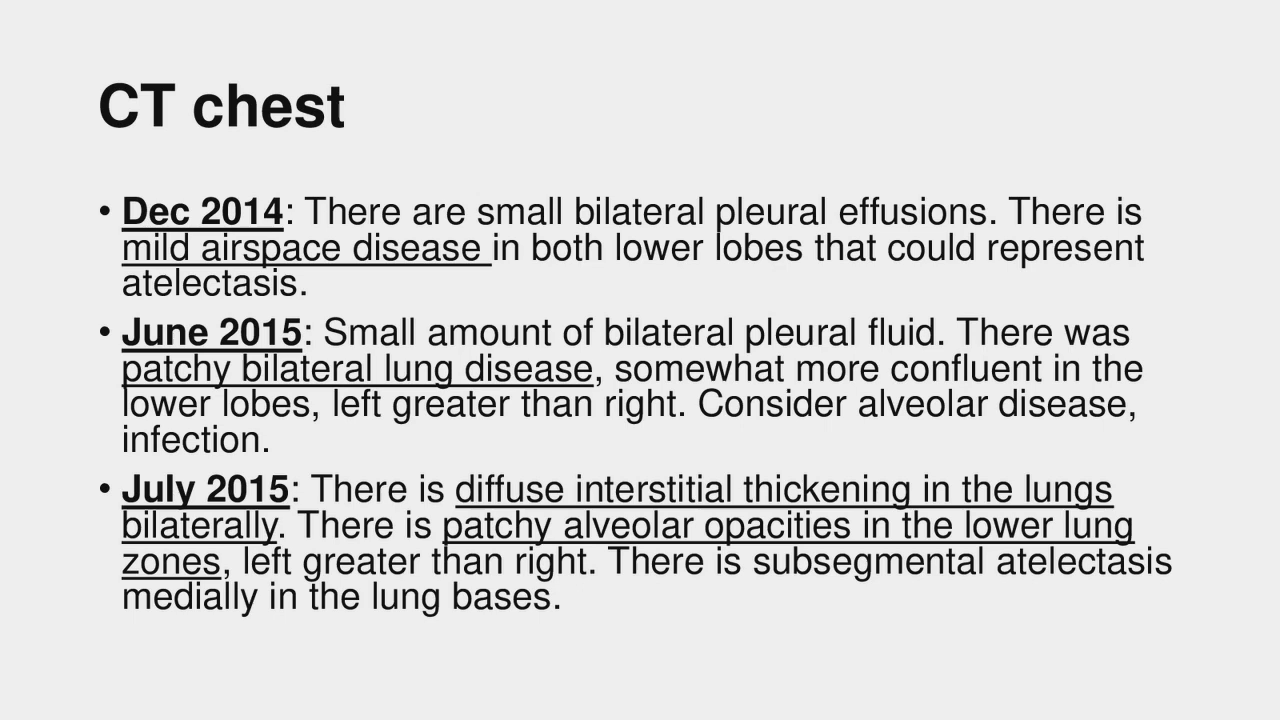 CT chest
• Dec 2014: There are small bilateral pleural effusions. There is
mild airspace disease in both lower lobes that could represent
atelectasis.
• June 2015: Small amount of bilateral pleural fluid. There was
patchy bilateral lung disease, somewhat more confluent in the
lower lobes, left greater than right. Consider alveolar disease,
infection.
• July 2015: There is diffuse interstitial thickening in the lungs
bilaterally. There is patchy alveolar opacities in the lower lung
zones, left greater than right. There is subsegmental atelectasis
medially in the lung bases.